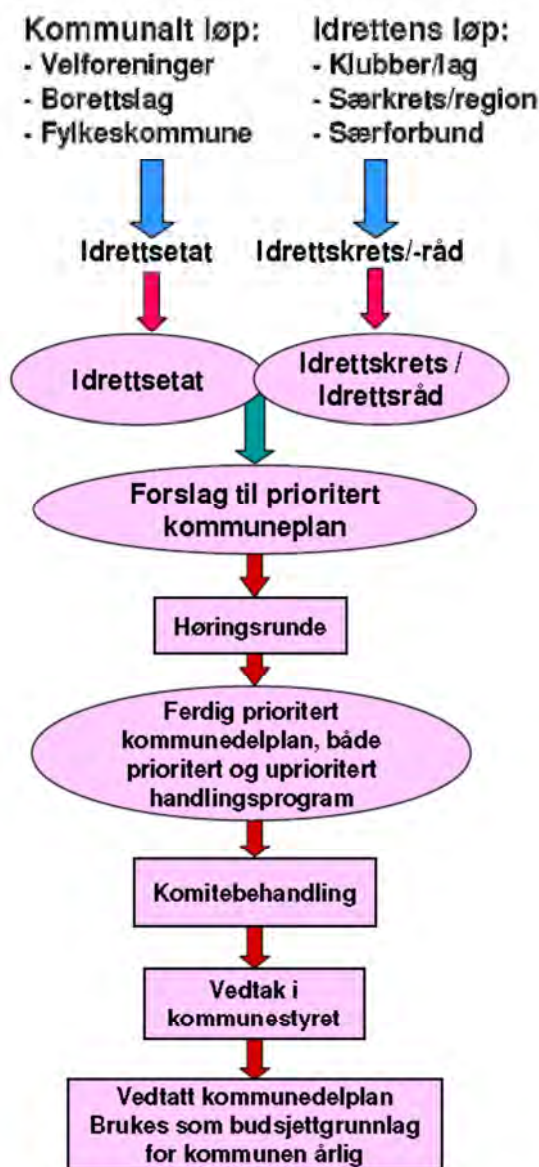 Kommunalt løp:
- Velforeninger
- Borettslag
- Fylkeskommune
Idrettens løp:
- Klubber/lag
- Særkrets/region
- Særforbund
Idrettsetat
Idrettskrets/-råd
Idrettsetat
Idrettskrets /
Idrettsråd
Forslag til prioritert
kommuneplan
Høringsrunde
Ferdig prioritert
kommunedelplan, både
prioritert og uprioritert
handlingsprogram
Komitebehandling
Vedtak i
kommunestyret
Vedtatt kommunedelplan
Brukes som budsjettgrunnlag
for kommunen årlig